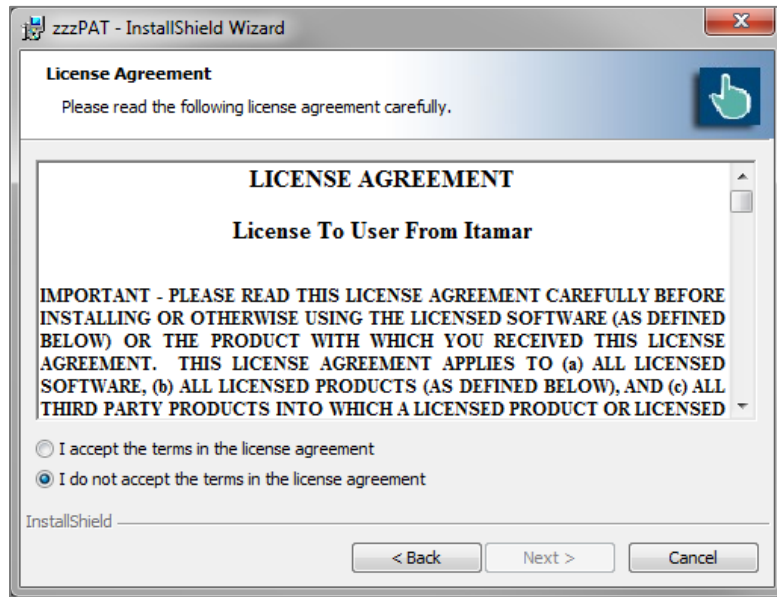 zzzPAT - InstallShield Wizard
License Agreement
Please read the following license agreement carefully.
LICENSE AGREEMENT
License To User From Itamar
IMPORTANT - PLEASE READ THIS LICENSE AGREEMENT CAREFULLY BEFORE
INSTALLING OR OTHERWISE USING THE LICENSED SOFTWARE (AS DEFINED
BELOW) OR THE PRODUCT WITH WHICH YOU RECEIVED THIS LICENSE
AGREEMENT. THIS LICENSE AGREEMENT APPLIES TO (a) ALL LICENSED
SOFTWARE, (b) ALL LICENSED PRODUCTS (AS DEFINED BELOW), AND (c) ALL
THIRD PARTY PRODUCTS INTO WHICH A LICENSED PRODUCT OR LICENSED
I accept the terms in the license agreement
I do not accept the terms in the license agreement
InstallShield
< Back
Next >
Cancel